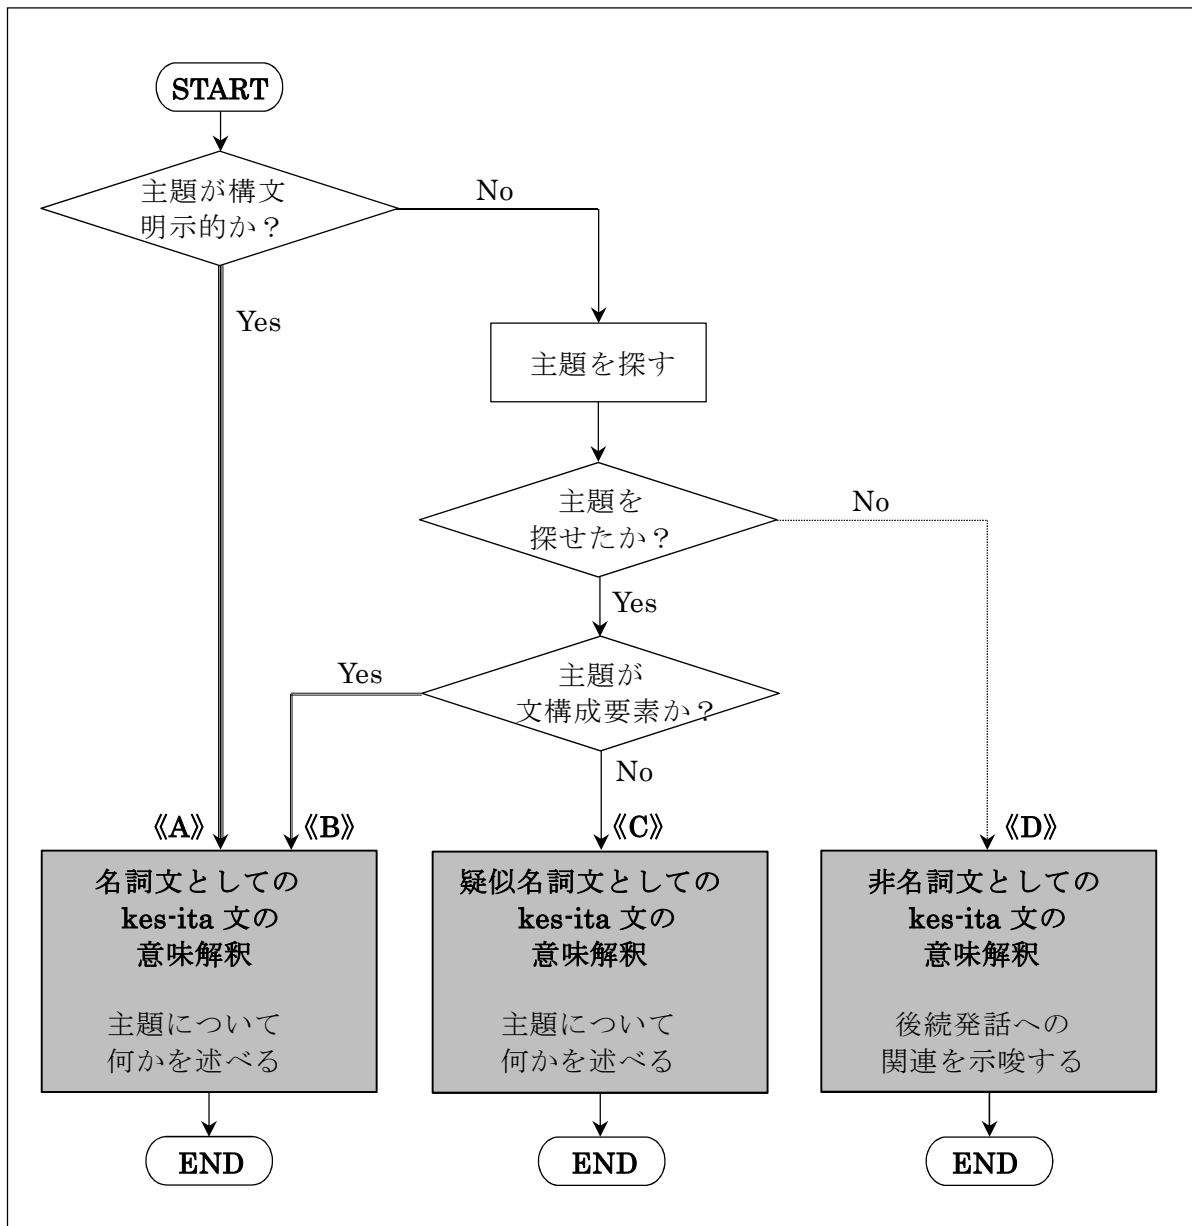 START
主題が構文
明示的か？
No
Yes
主題を探す
主題を
探せたか？
No
Yes
主題が
文構成要素か？
Yes
No
《A》
《B》
《C》
《D》
名詞文としての
kes-ita 文の
意味解釈
主題について
何かを述べる
疑似名詞文としての
kes-ita 文の
意味解釈
主題について
何かを述べる
非名詞文としての
kes-ita 文の
意味解釈
後続発話への
関連を示唆する
END
END
END